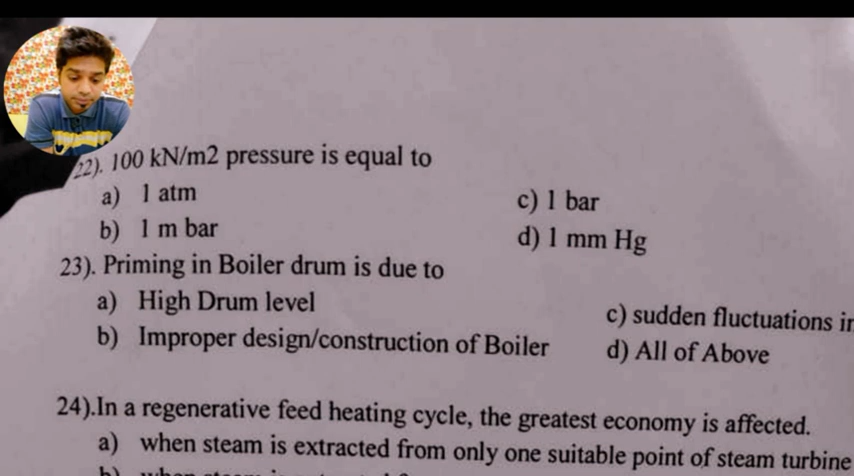 22). 100 kN/m2 pressure is equal to
a) 1 atm
c) 1 bar
b) 1 m bar
d) 1 mm Hg
23). Priming in Boiler drum is due to
a) High Drum level
c) sudden fluctuations in
b) Improper design/construction of Boiler
d) All of Above
24).In a regenerative feed heating cycle, the greatest economy is affected.
a) when steam is extracted from only one suitable point of steam turbine